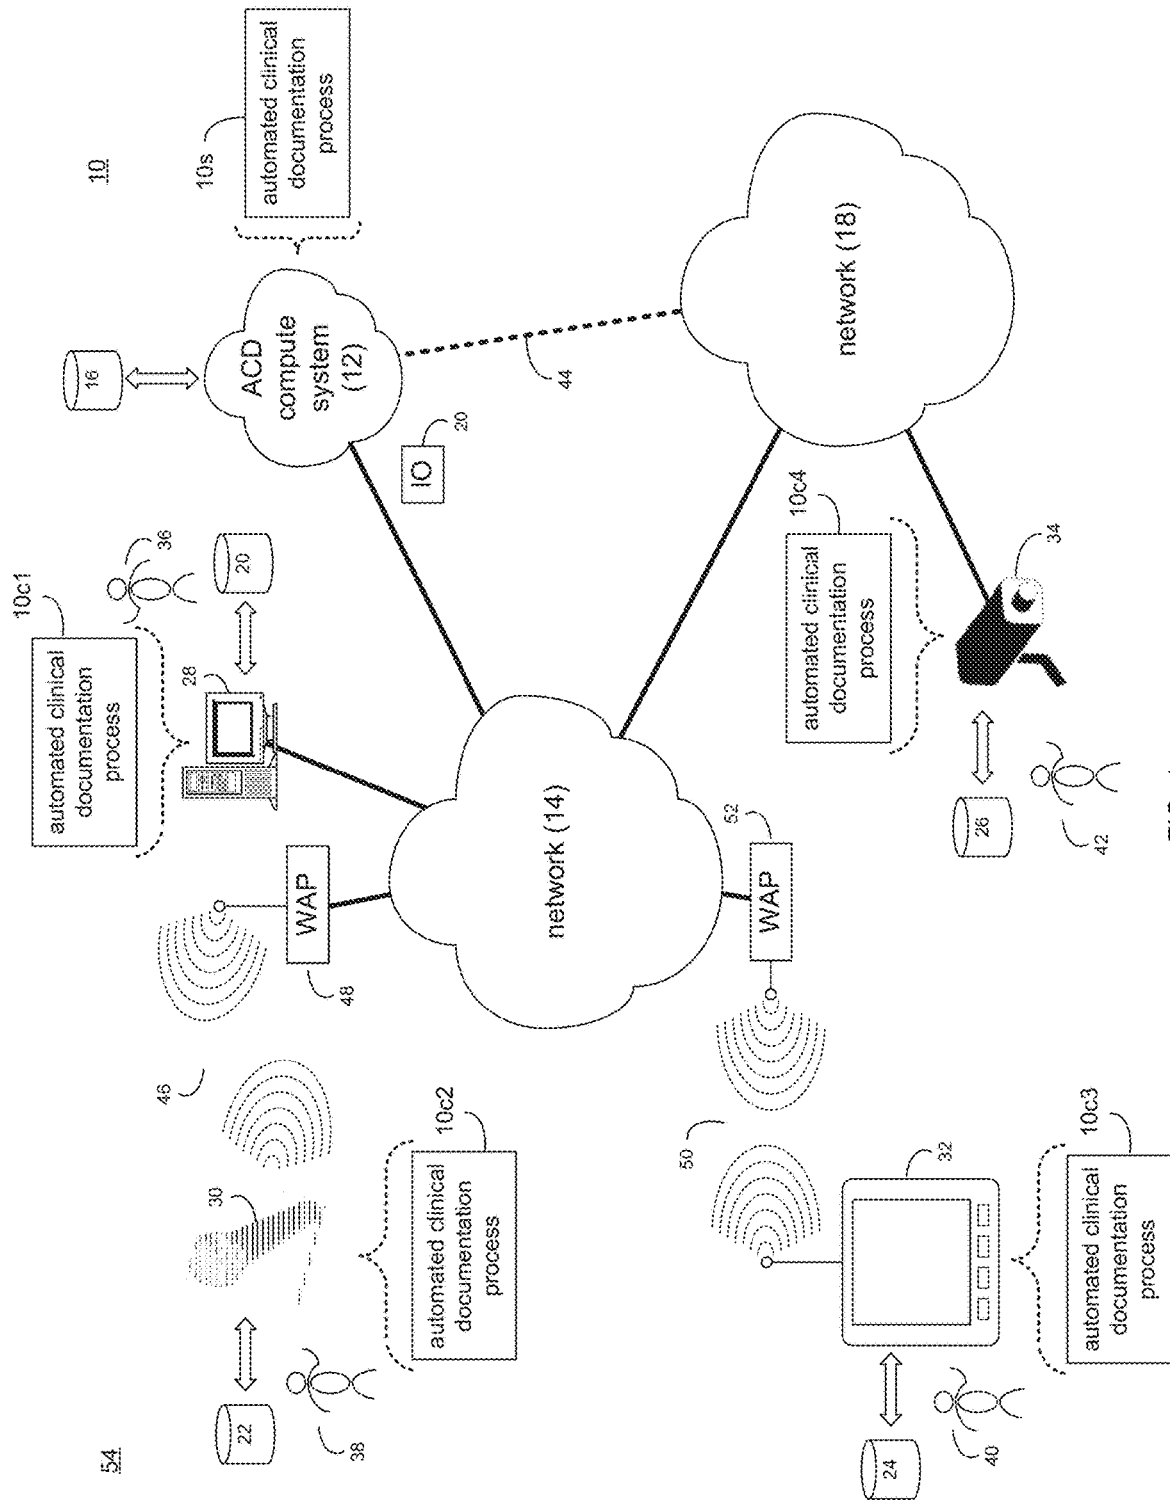 54
10
46
30
22
38
automated clinical
documentation
process
10c2
WAP
48
automated clinical
documentation
process
10c1
28
36
20
16
ACD
compute
system
(12)
10s
automated clinical
documentation
process
IO
20
44
network (14)
network (18)
50
WAP
52
32
24
40
automated clinical
documentation
process
10c3
automated clinical
documentation
process
10c4
34
26
42